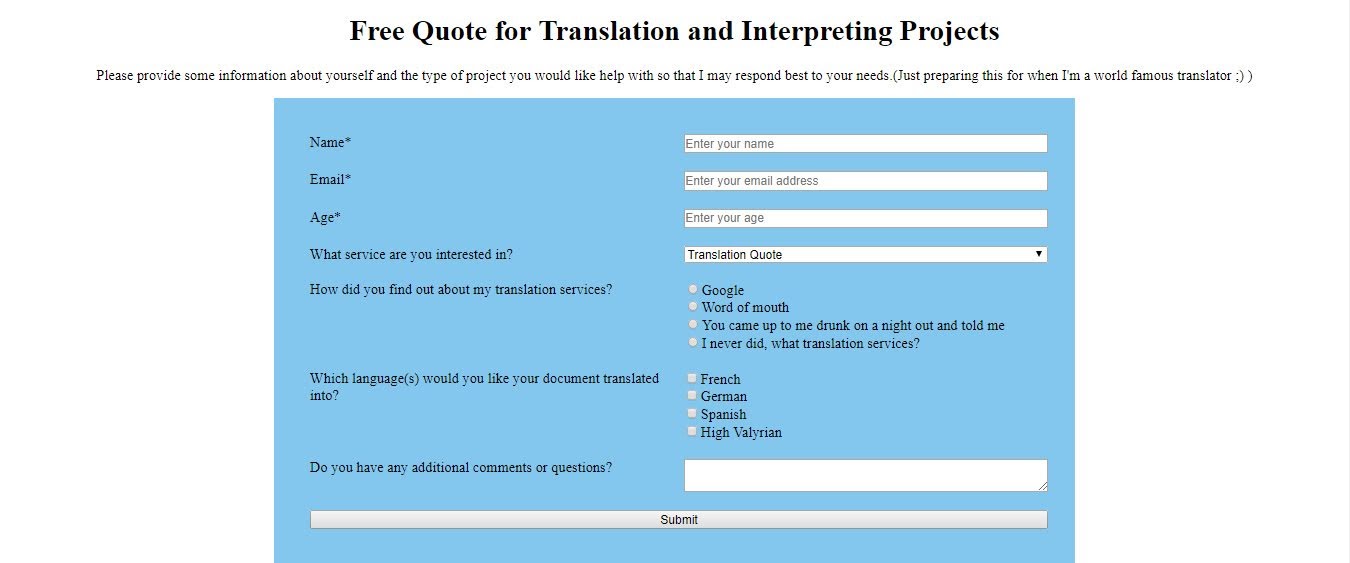 Free Quote for Translation and Interpreting Projects
Please provide some information about yourself and the type of project you would like help with so that I may respond best to your needs.(Just preparing this for when I'm a world famous translator ;) )
Name*
Enter your name
Email*
Enter your email address
Age*
Enter your age
What service are you interested in?
Translation Quote
How did you find out about my translation services?
Google
Word of mouth
You came up to me drunk on a night out and told me
I never did, what translation services?
Which language(s) would you like your document translated
into?
French
German
Spanish
High Valyrian
Do you have any additional comments or questions?
Submit